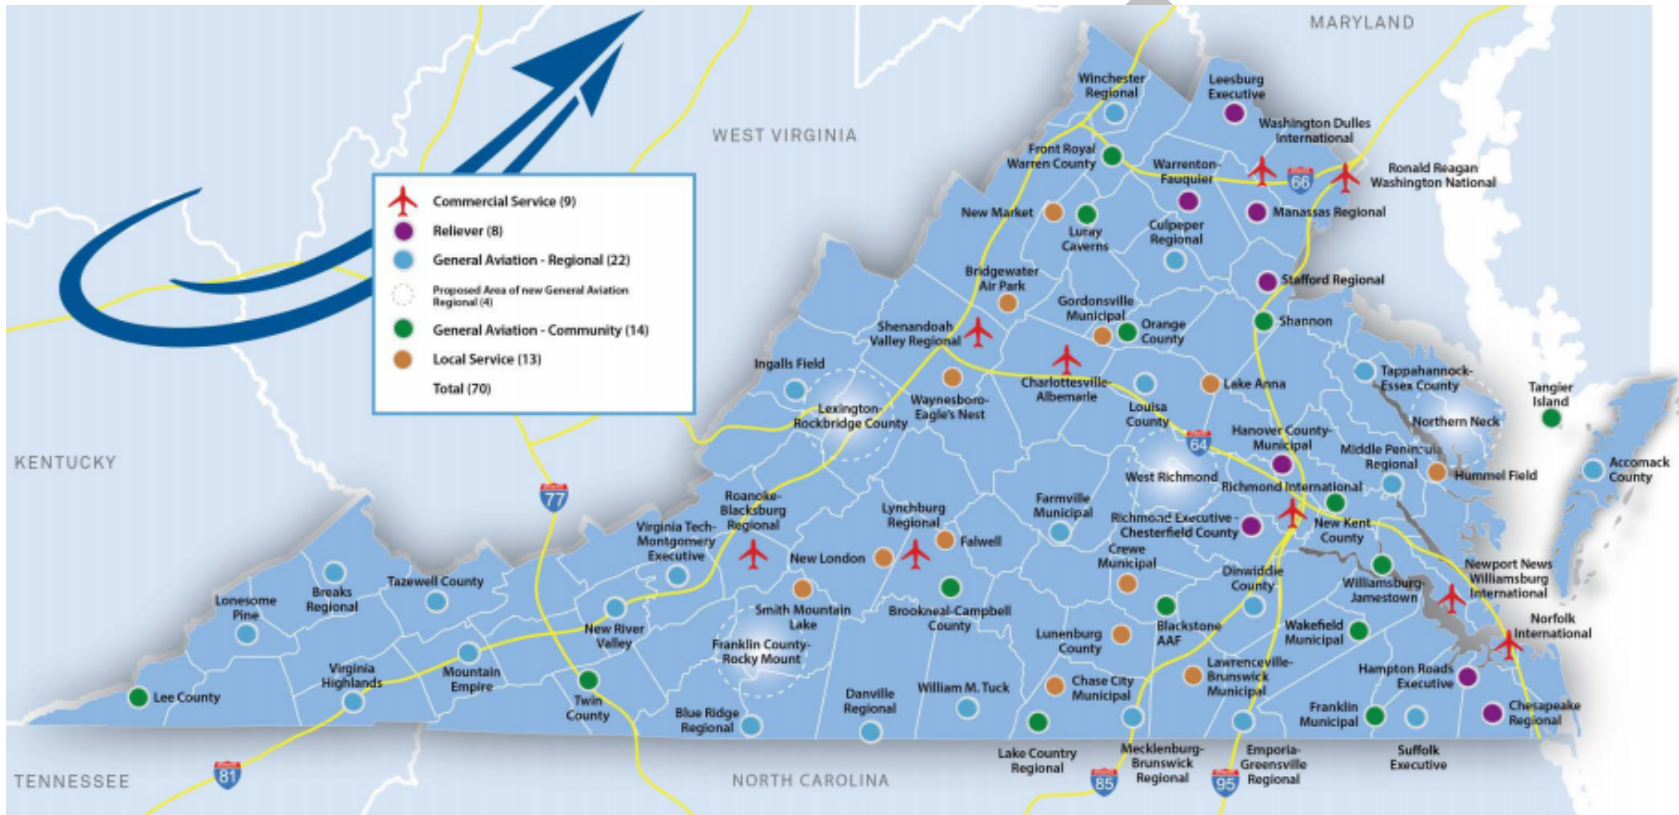 MARYLAND
WEST VIRGINIA
KENTUCKY
TENNESSEE
NORTH CAROLINA
Commercial Service (9)
Reliever (8)
General Aviation - Regional (22)
Proposed Area of new General Aviation
Regional (4)
General Aviation - Community (14)
Local Service (13)
Total (70)
Winchester
Regional
Leesburg
Executive
Washington Dulles
International
Front Royal
Warren County
Warrenton-
Fauquier
66
Ronald Reagan
Washington National
New Market
Luray
Caverns
Culpeper
Regional
Manassas Regional
Bridgewater
Air Park
Stafford Regional
Gordonsville
Municipal
Shenandoah
Valley Regional
Orange
County
Shannon
Ingalls Field
Charlottesville-
Albemarle
Lake Anna
Tappahannock-
Essex County
Tangier
Island
Lexington-
Rockbridge County
Waynesboro-
Eagle's Nest
Louisa
County
Northern Neck
64
Hanover County-
Municipal
Middle Peninsula
Regional
Hummel Field
Accomack
County
West Richmond
Richmond International
77
Roanoke-
Blacksburg
Regional
Lynchburg
Regional
Farmville
Municipal
Richmond Executive -
Chesterfield County
New Kent
County
Virginia Tech-
Montgomery
Executive
New London
Falwell
Crewe
Municipal
Dinwiddie
County
Williamsburg-
Jamestown
Newport News
Williamsburg
International
Breaks
Regional
Tazewell County
Lonesome
Pine
Smith Mountain
Lake
Brookneal-Campbell
County
Blackstone
AAF
Wakefield
Municipal
Norfolk
International
New River
Valley
Franklin County-
Rocky Mount
Lunenburg
County
Lawrenceville-
Brunswick
Municipal
Hampton Roads
Executive
Virginia
Highlands
Mountain
Empire
Lee County
Twin
County
Blue Ridge
Regional
Danville
Regional
William M. Tuck
Chase City
Municipal
Franklin
Municipal
Chesapeake
Regional
Lake Country
Regional
Mecklenburg-
Brunswick
Regional
Emporia-
Greensville
Regional
Suffolk
Executive
81
85
95